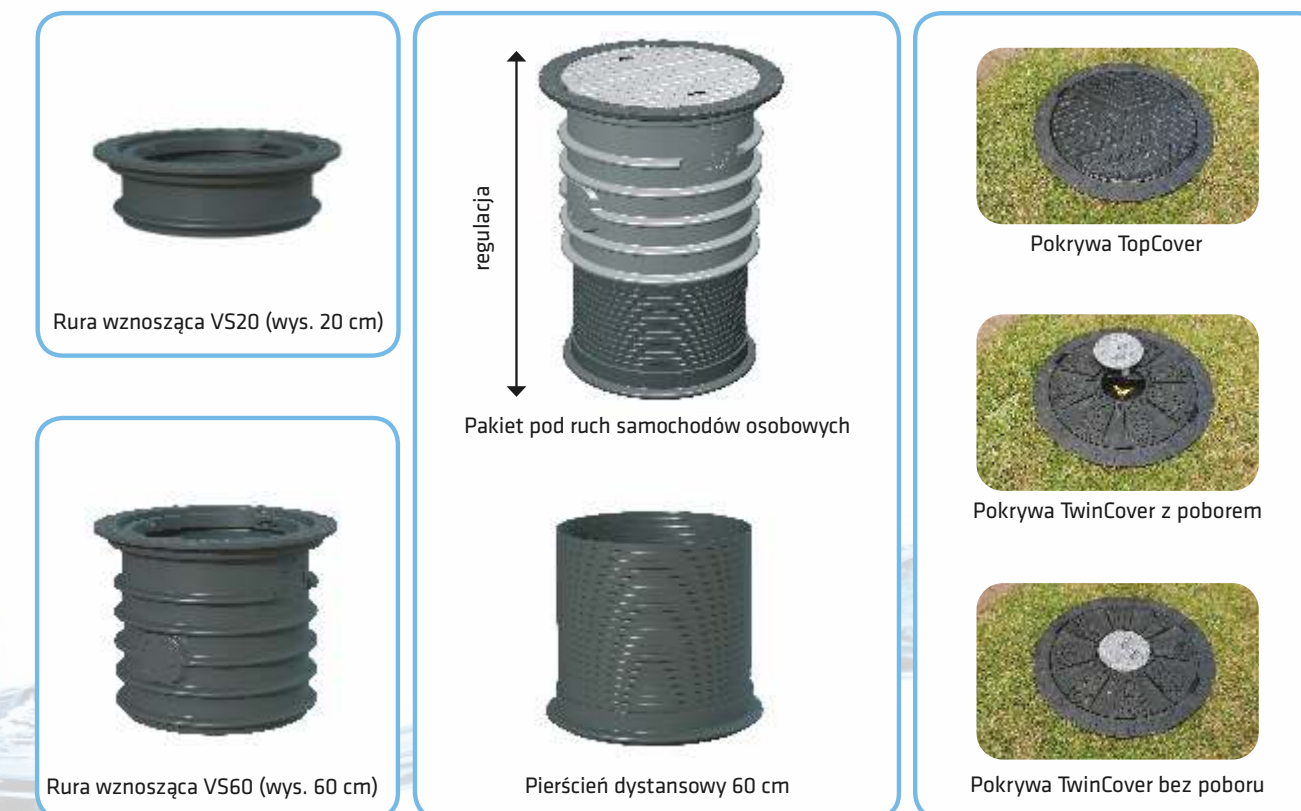 Rura wznosząca VS20 (wys. 20 cm)
Rura wznosząca VS60 (wys. 60 cm)
regulacja
Pakiet pod ruch samochodów osobowych
Pierścień dystansowy 60 cm
Pokrywa TopCover
Pokrywa TwinCover z poborem
Pokrywa TwinCover bez poboru